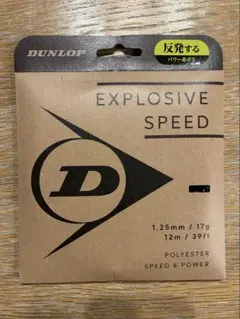 DUNLOP
反発する
パワー系ポリ
EXPLOSIVE
SPEED
D
1.25mm / 17g
12m / 39ft
POLYESTER
SPEED & POWER